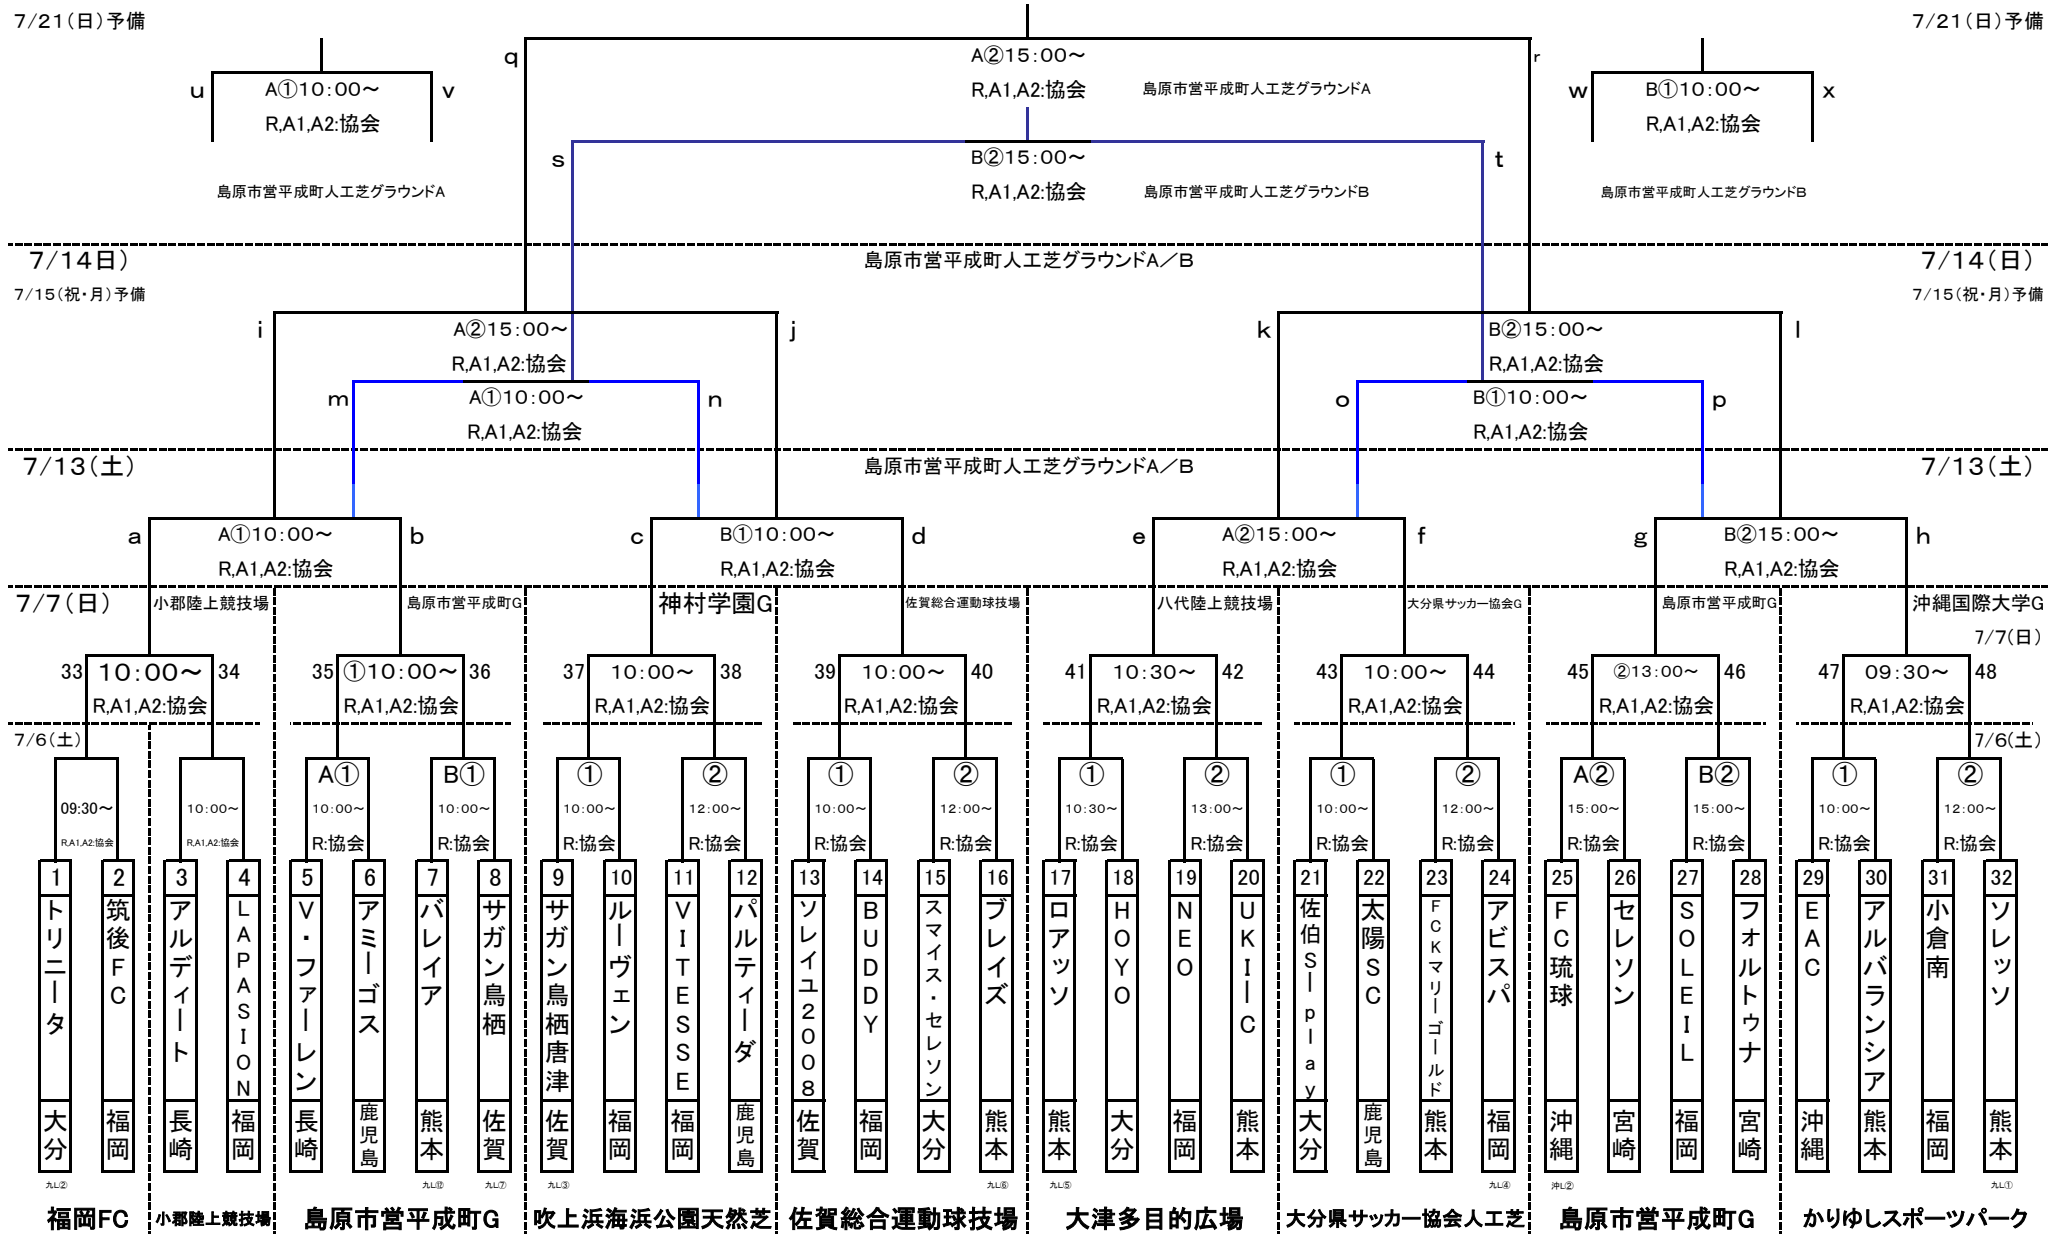 7/21(日)予備
7/21(日)予備
q
A②15:00～
r
u
A①10:00～
v
R,A1,A2:協会
島原市営平成町人工芝グラウンドA
w
B①10:00～
x
R,A1,A2:協会
R,A1,A2:協会
s
B②15:00～
t
島原市営平成町人工芝グラウンドA
R,A1,A2:協会
島原市営平成町人工芝グラウンドB
島原市営平成町人工芝グラウンドB
7/14日)
島原市営平成町人工芝グラウンドA／B
7/14(日)
7/15(祝・月)予備
7/15(祝・月)予備
i
A②15:00～
j
k
B②15:00～
l
R,A1,A2:協会
R,A1,A2:協会
m
A①10:00～
n
o
B①10:00～
p
R,A1,A2:協会
R,A1,A2:協会
7/13(土)
島原市営平成町人工芝グラウンドA／B
7/13(土)
a
A①10:00～
b
c
B①10:00～
d
e
A②15:00～
f
g
B②15:00～
h
R,A1,A2:協会
R,A1,A2:協会
R,A1,A2:協会
R,A1,A2:協会
7/7(日)
小郡陸上競技場
島原市営平成町G
神村学園G
佐賀総合運動球技場
八代陸上競技場
大分県サッカー協会G
島原市営平成町G
沖縄国際大学G
7/7(日)
33
10:00～
34
35
①10:00～
36
37
10:00～
38
39
10:00～
40
41
10:30～
42
43
10:00～
44
45
②13:00～
46
47
09:30～
48
R,A1,A2:協会
R,A1,A2:協会
R,A1,A2:協会
R,A1,A2:協会
R,A1,A2:協会
R,A1,A2:協会
R,A1,A2:協会
R,A1,A2:協会
7/6(土)
7/6(土)
A①
B①
①
②
①
②
①
②
①
②
A②
B②
①
②
09:30～
10:00～
10:00～
10:00～
10:00～
12:00～
10:00～
12:00～
10:30～
13:00～
10:00～
12:00～
15:00～
15:00～
10:00～
12:00～
R,A1,A2:協会
R,A1,A2:協会
R:協会
R:協会
R:協会
R:協会
R:協会
R:協会
R:協会
R:協会
R:協会
R:協会
R:協会
R:協会
R:協会
R:協会
1
2
3
4
5
6
7
8
9
10
11
12
13
14
15
16
17
18
19
20
21
22
23
24
25
26
27
28
29
30
31
32
トリニータ
筑後FC
アルディート
LAPASION
V・ファーレン
アミーゴス
バレイア
サガン鳥栖
サガン鳥栖唐津
ルーヴェン
VITESSE
パルティーダ
ソレイユ2008
BUDDY
スマイス・セレソン
ブレイズ
ロアッソ
HOYO
NEO
UKI－C
佐伯S－play
太陽SC
FCKマリーゴールド
アビスパ
FC琉球
セレソン
SOLEIL
フォルトゥナ
EAC
アルバランシア
小倉南
ソレッソ
大分
福岡
長崎
福岡
長崎
鹿児島
熊本
佐賀
佐賀
福岡
福岡
鹿児島
佐賀
福岡
大分
熊本
熊本
大分
福岡
熊本
大分
鹿児島
熊本
福岡
沖縄
宮崎
福岡
宮崎
沖縄
熊本
福岡
熊本
九L②
九L⑫
九L⑦
九L③
九L⑥
九L⑤
九L④
沖L②
九L①
福岡FC
小郡陸上競技場
島原市営平成町G
吹上浜海浜公園天然芝
佐賀総合運動球技場
大津多目的広場
大分県サッカー協会人工芝
島原市営平成町G
かりゆしスポーツパーク